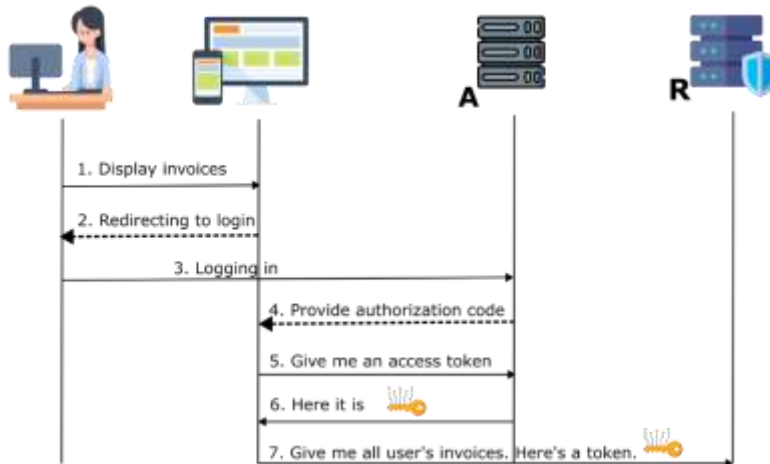 A
R
1. Display invoices
2. Redirecting to login
3. Logging in
4. Provide authorization code
5. Give me an access token
6. Here it is
7. Give me all user's invoices. Here's a token.